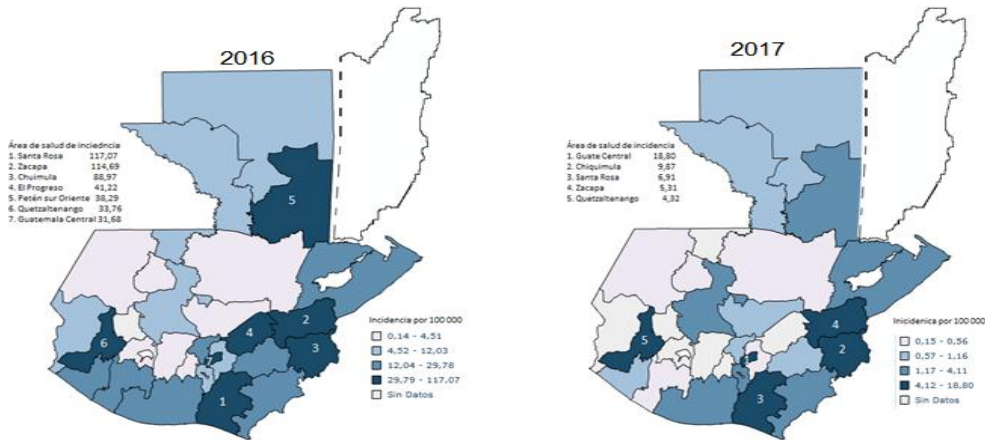 2016
Área de salud de inciedncia
1. Santa Rosa 117,07
2. Zacapa 114,69
3. Chuimula 88,97
4. El Progreso 41,22
5. Petén sur Oriente 38,29
6. Quetzaltenango 33,76
7. Guatemala Central 31,68
5
2
4
3
6
7
1
Incidencia por 100 000
0,14 - 4,51
4,52 - 12,03
12,04 - 29,78
29,79 - 117,07
Sin Datos
2017
Área de salud de incidencia
1. Guate Central 18,80
2. Chiquimula 9,87
3. Santa Rosa 6,91
4. Zacapa 5,31
5. Quetzaltenango 4,32
4
2
5
3
Inicidenica por 100 000
0,15 - 0,56
0,57 - 1,16
1,17 - 4,11
4,12 - 18,80
Sin Datos